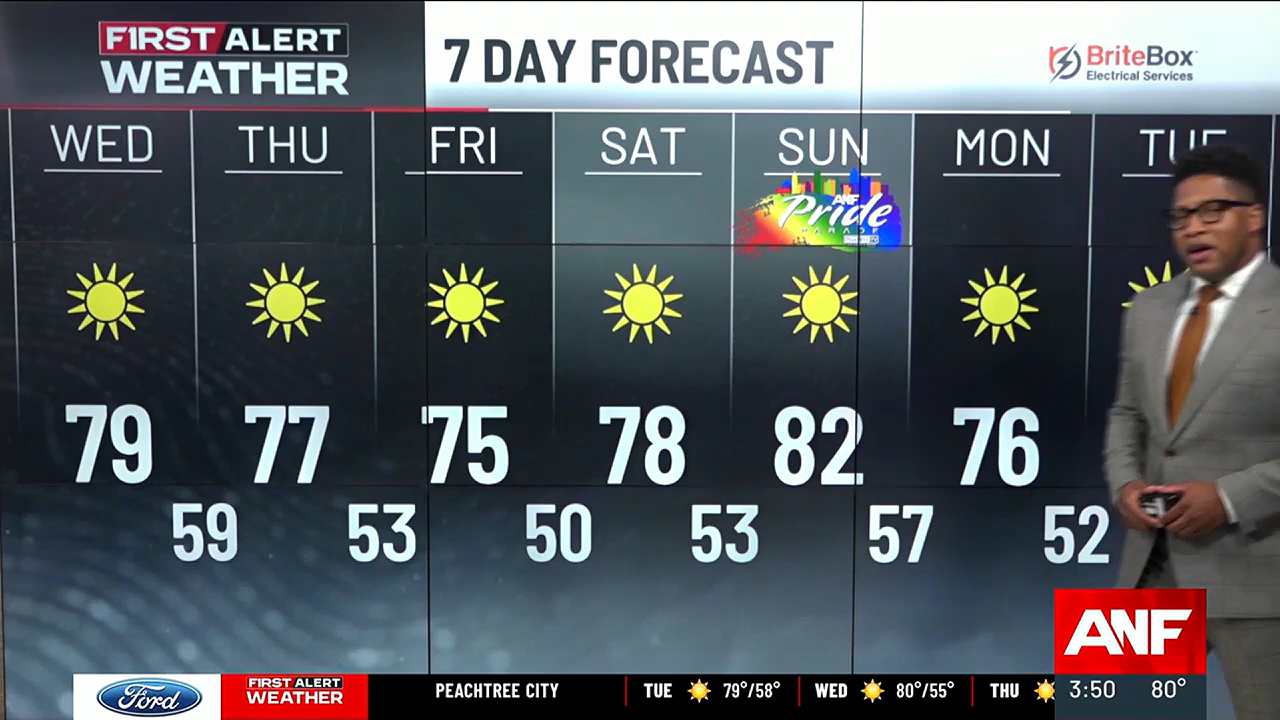 FIRST ALERT
WEATHER
7 DAY FORECAST
BriteBox
Electrical Services
WED THU FRI SAT SUN MON TUE
ANF
Pride
PARADE
79 77 75 78 82 76
59 53 50 53 57 52
ANF
3:50 80°
Ford
FIRST ALERT
WEATHER
PEACHTREE CITY TUE 79°/58° WED 80°/55° THU